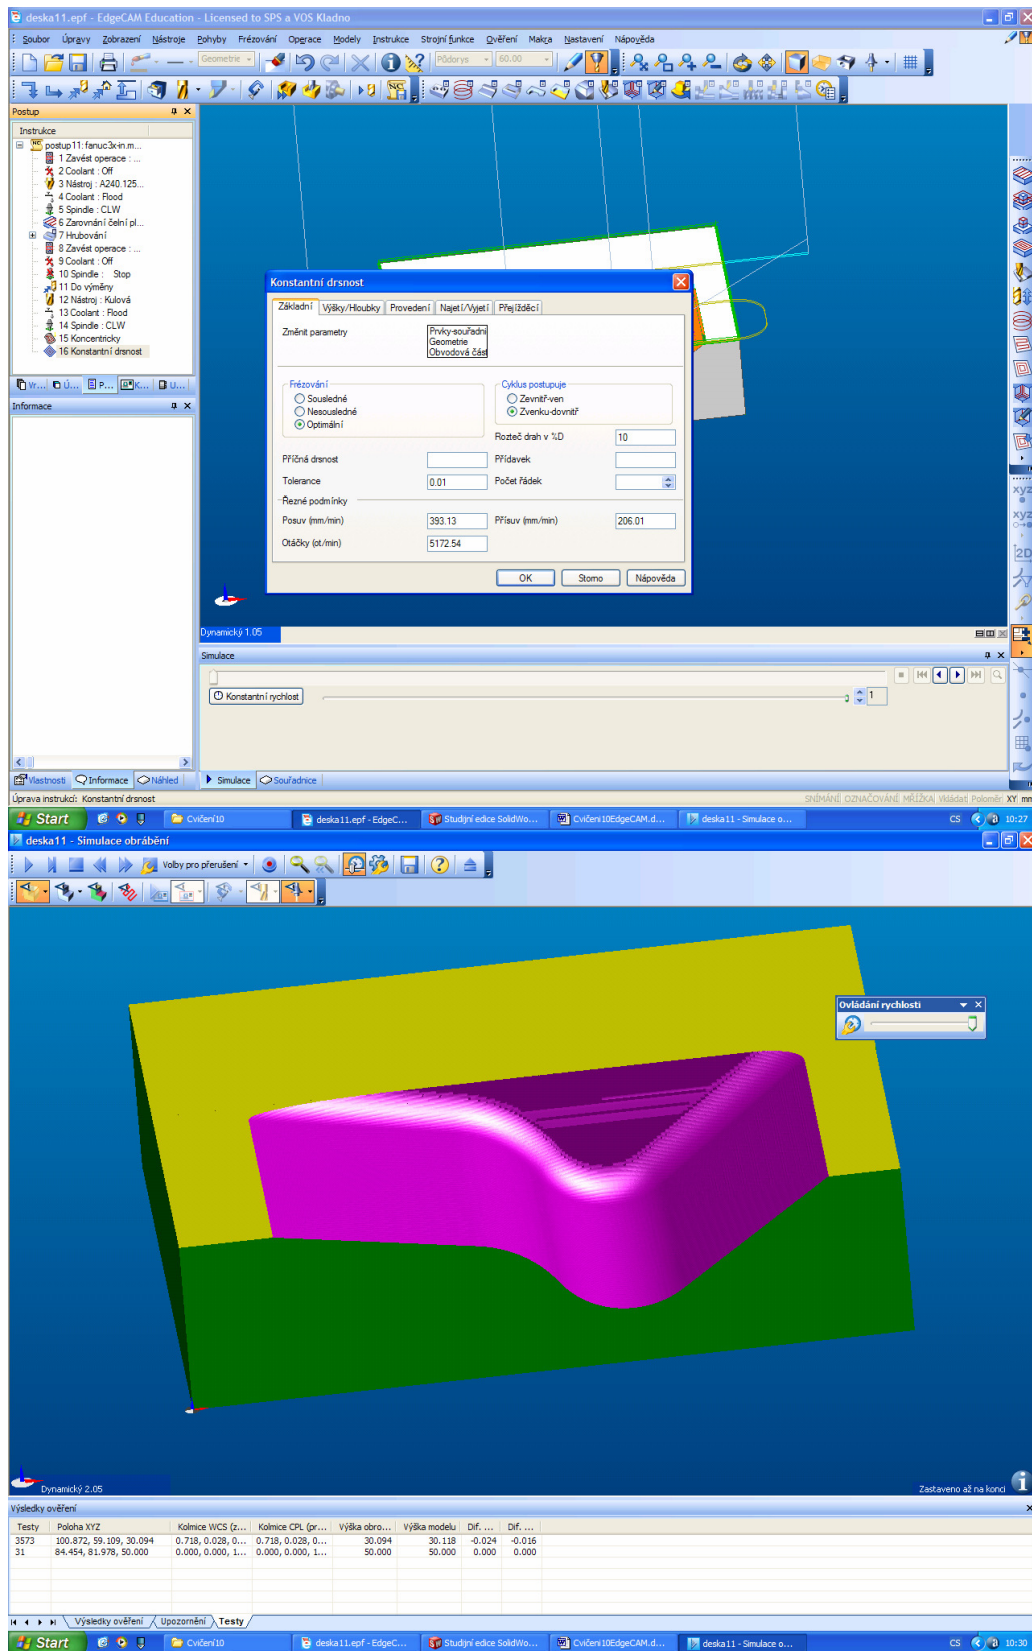 deska11.epf - EdgeCAM Education - Licensed to SPS a VOS Kladno
Soubor Úpravy Zobrazení Nástroje Pohyby Frézování Operace Modely Instrukce Strojní funkce Ověření Makra Nastavení Nápověda
Geometrie Půdorys 60.00
Postup
Instrukce
postup11: fanuc3x-in.m...
1 Zavést operace : ...
2 Coolant : Off
3 Nástroj : A240.125...
4 Coolant : Flood
5 Spindle : CLW
6 Zarovnání čelní pl...
7 Hrubování
8 Zavést operace : ...
9 Coolant : Off
10 Spindle : Stop
11 Do výměny
12 Nástroj : Kulová
13 Coolant : Flood
14 Spindle : CLW
15 Koncentricky
16 Konstantní drsnost
Vr... Ú... P... K... U...
Informace
Konstantní drsnost
Základní Výšky/Hloubky Provedení Najetí/Vyjetí Přejížděcí
Změnit parametry
Prvky-souřadni
Geometrie
Obvodová část
Frézování
Sousledné
Nesousledné
Optimální
Cyklus postupuje
Zevnitř-ven
Zvenku-dovnitř
Rozteč drah v %D 10
Příčná drsnost Přídavek
Tolerance 0.01 Počet řádek
Řezné podmínky
Posuv (mm/min) 393.13 Přísuv (mm/min) 206.01
Otáčky (ot/min) 5172.54
OK Storno Nápověda
xyz
xyz
2D
Dynamický 1.05
Simulace
Konstantní rychlost 1
Vlastnosti Informace Náhled Simulace Souřadnice
Úprava instrukcí: Konstantní drsnost SNÍMÁNÍ OZNAČOVÁNÍ MŘÍŽKA Vkládat Poloměr XY mm
Start Cvičení10 deska11.epf - EdgeC... Studijní edice SolidWo... Cvičení10EdgeCAM.d... deska11 - Simulace o... CS 10:27
deska11 - Simulace obrábění
Volby pro přerušení
Ovládání rychlosti
Dynamický 2.05 Zastaveno až na konci
Výsledky ověření
Testy Poloha XYZ Kolmice WCS (z... Kolmice CPL (pr... Výška obro... Výška modelu Dif. ... Dif. ...
3573 100.872, 59.109, 30.094 0.718, 0.028, 0... 0.718, 0.028, 0... 30.094 30.118 -0.024 -0.016
31 84.454, 81.978, 50.000 0.000, 0.000, 1... 0.000, 0.000, 1... 50.000 50.000 0.000 0.000
Výsledky ověření Upozornění Testy
Start Cvičení10 deska11.epf - EdgeC... Studijní edice SolidWo... Cvičení10EdgeCAM.d... deska11 - Simulace o... CS 10:30